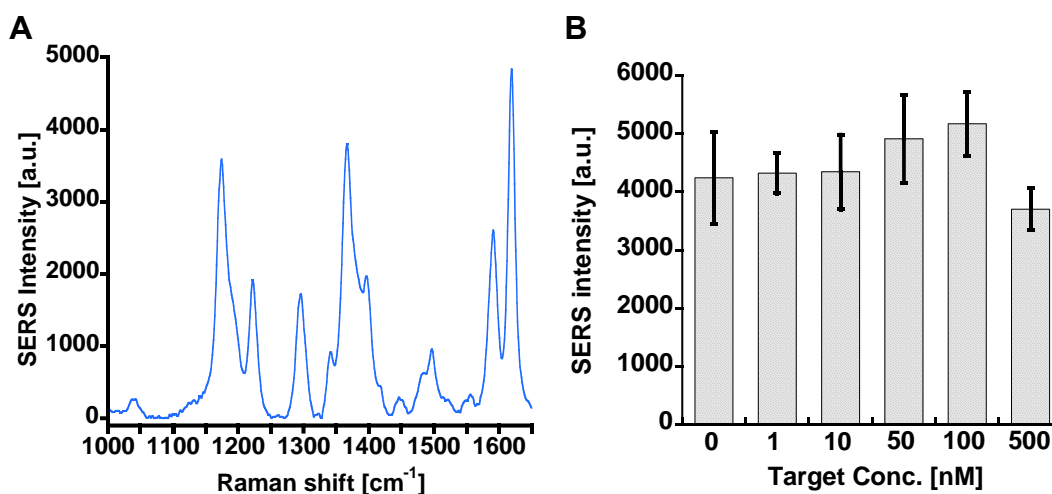 A
SERS Intensity [a.u.]
5000
4000
3000
2000
1000
0
1000 1100 1200 1300 1400 1500 1600
Raman shift [cm⁻¹]
B
SERS intensity [a.u.]
6000
5000
4000
3000
2000
1000
0
0 1 10 50 100 500
Target Conc. [nM]